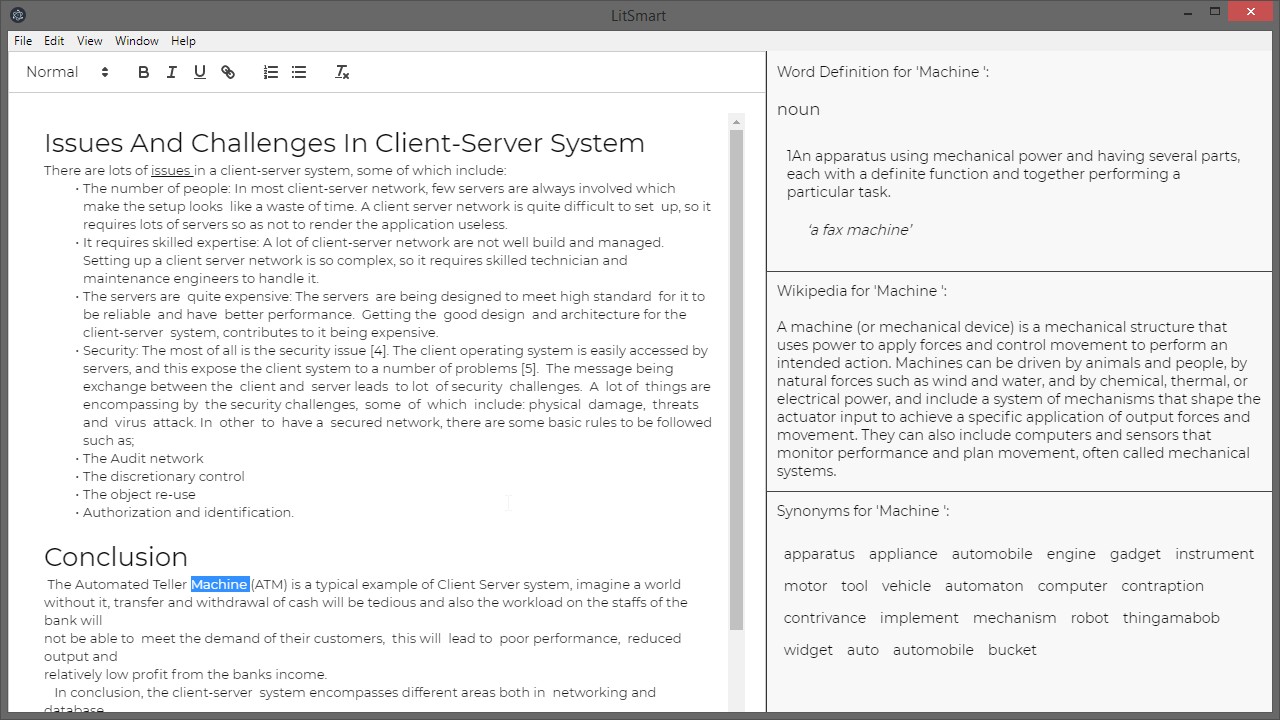 LitSmart
File Edit View Window Help
Normal B I U
Issues And Challenges In Client-Server System
There are lots of issues in a client-server system, some of which include:
• The number of people: In most client-server network, few servers are always involved which
make the setup looks  like a waste of time. A client server network is quite difficult to set  up, so it
requires lots of servers so as not to render the application useless.
• It requires skilled expertise: A lot of client-server network are not well build and managed.
Setting up a client server network is so complex, so it requires skilled technician and
maintenance engineers to handle it.
• The servers are  quite expensive: The servers  are being designed to meet high standard  for it to
be reliable  and have  better performance.  Getting the  good design  and architecture for the
client-server  system, contributes to it being expensive.
• Security: The most of all is the security issue [4]. The client operating system is easily accessed by
servers, and this expose the client system to a number of problems [5].  The message being
exchange between the  client and  server leads  to lot  of security  challenges.  A  lot of  things are
encompassing by  the security challenges,  some  of  which  include: physical  damage,  threats
and  virus  attack. In  other  to  have a  secured network, there are some basic rules to be followed
such as;
• The Audit network
• The discretionary control
• The object re-use
• Authorization and identification.
Conclusion
The Automated Teller Machine (ATM) is a typical example of Client Server system, imagine a world
without it, transfer and withdrawal of cash will be tedious and also the workload on the staffs of the
bank will
not be able to  meet the demand of their customers,  this will  lead to  poor performance,  reduced
output and
relatively low profit from the banks income.
In conclusion, the client-server  system encompasses different areas both in  networking and
database
Word Definition for 'Machine ':
noun
1An apparatus using mechanical power and having several parts,
each with a definite function and together performing a
particular task.
‘a fax machine’
Wikipedia for 'Machine ':
A machine (or mechanical device) is a mechanical structure that
uses power to apply forces and control movement to perform an
intended action. Machines can be driven by animals and people, by
natural forces such as wind and water, and by chemical, thermal, or
electrical power, and include a system of mechanisms that shape the
actuator input to achieve a specific application of output forces and
movement. They can also include computers and sensors that
monitor performance and plan movement, often called mechanical
systems.
Synonyms for 'Machine ':
apparatus appliance automobile engine gadget instrument
motor tool vehicle automaton computer contraption
contrivance implement mechanism robot thingamabob
widget auto automobile bucket